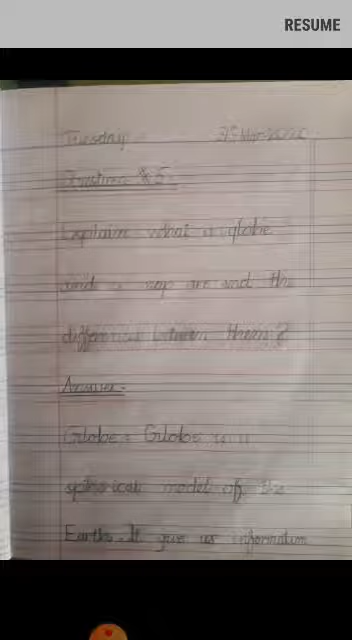 RESUME
Tuesday
Question # 5:-
Explain what a globe
and a map are and the
difference between them?
Answer:-
Globe: Globe is a
spherical model of the
Earth. It give us information